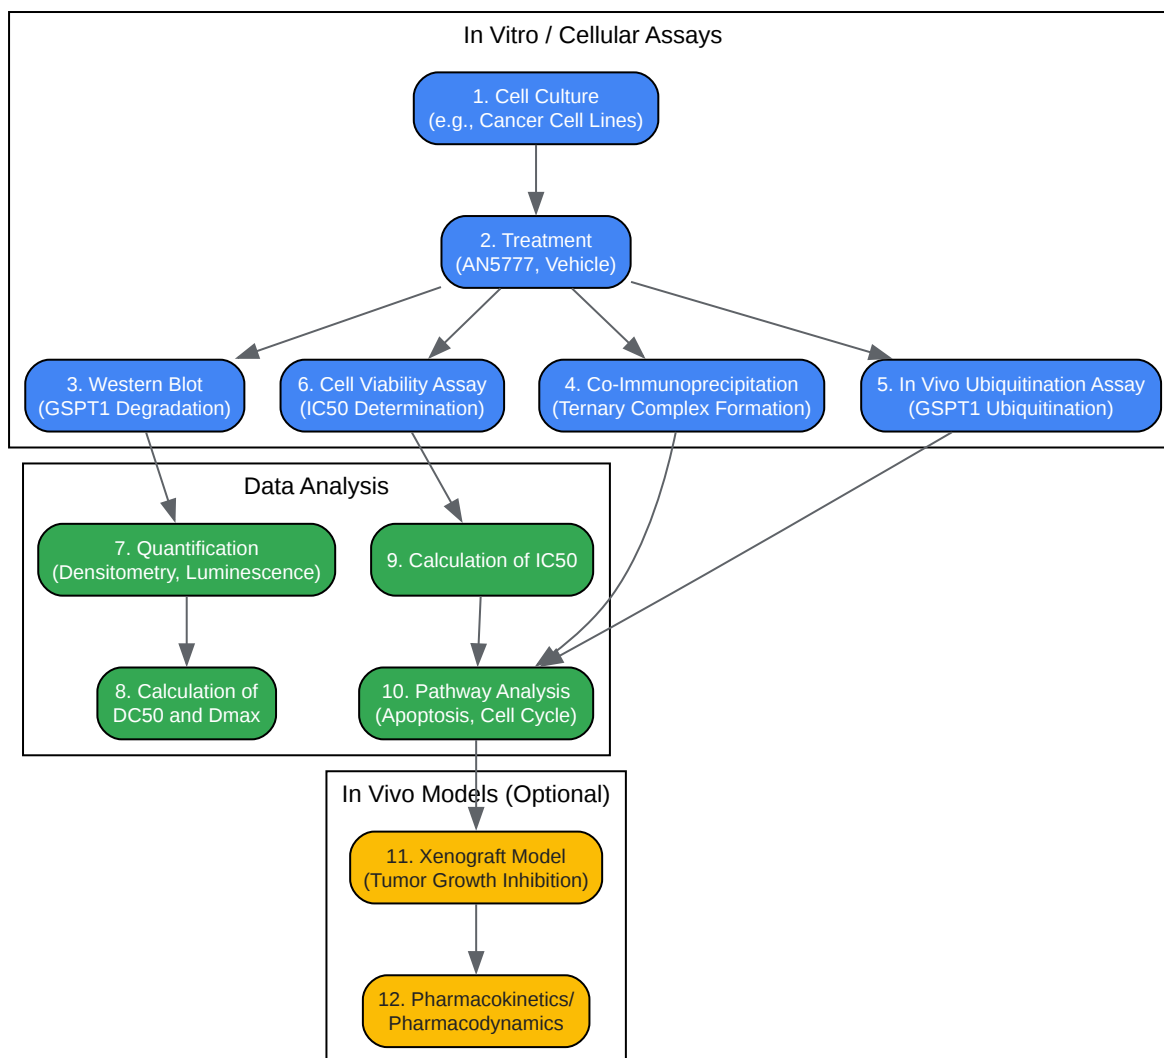 In Vitro / Cellular Assays
1. Cell Culture
(e.g., Cancer Cell Lines)
2. Treatment
(AN5777, Vehicle)
3. Western Blot
(GSPT1 Degradation)
6. Cell Viability Assay
(IC50 Determination)
4. Co-Immunoprecipitation
(Ternary Complex Formation)
5. In Vivo Ubiquitination Assay
(GSPT1 Ubiquitination)
Data Analysis
7. Quantification
(Densitometry, Luminescence)
9. Calculation of IC50
8. Calculation of
DC50 and Dmax
10. Pathway Analysis
(Apoptosis, Cell Cycle)
In Vivo Models (Optional)
11. Xenograft Model
(Tumor Growth Inhibition)
12. Pharmacokinetics/
Pharmacodynamics